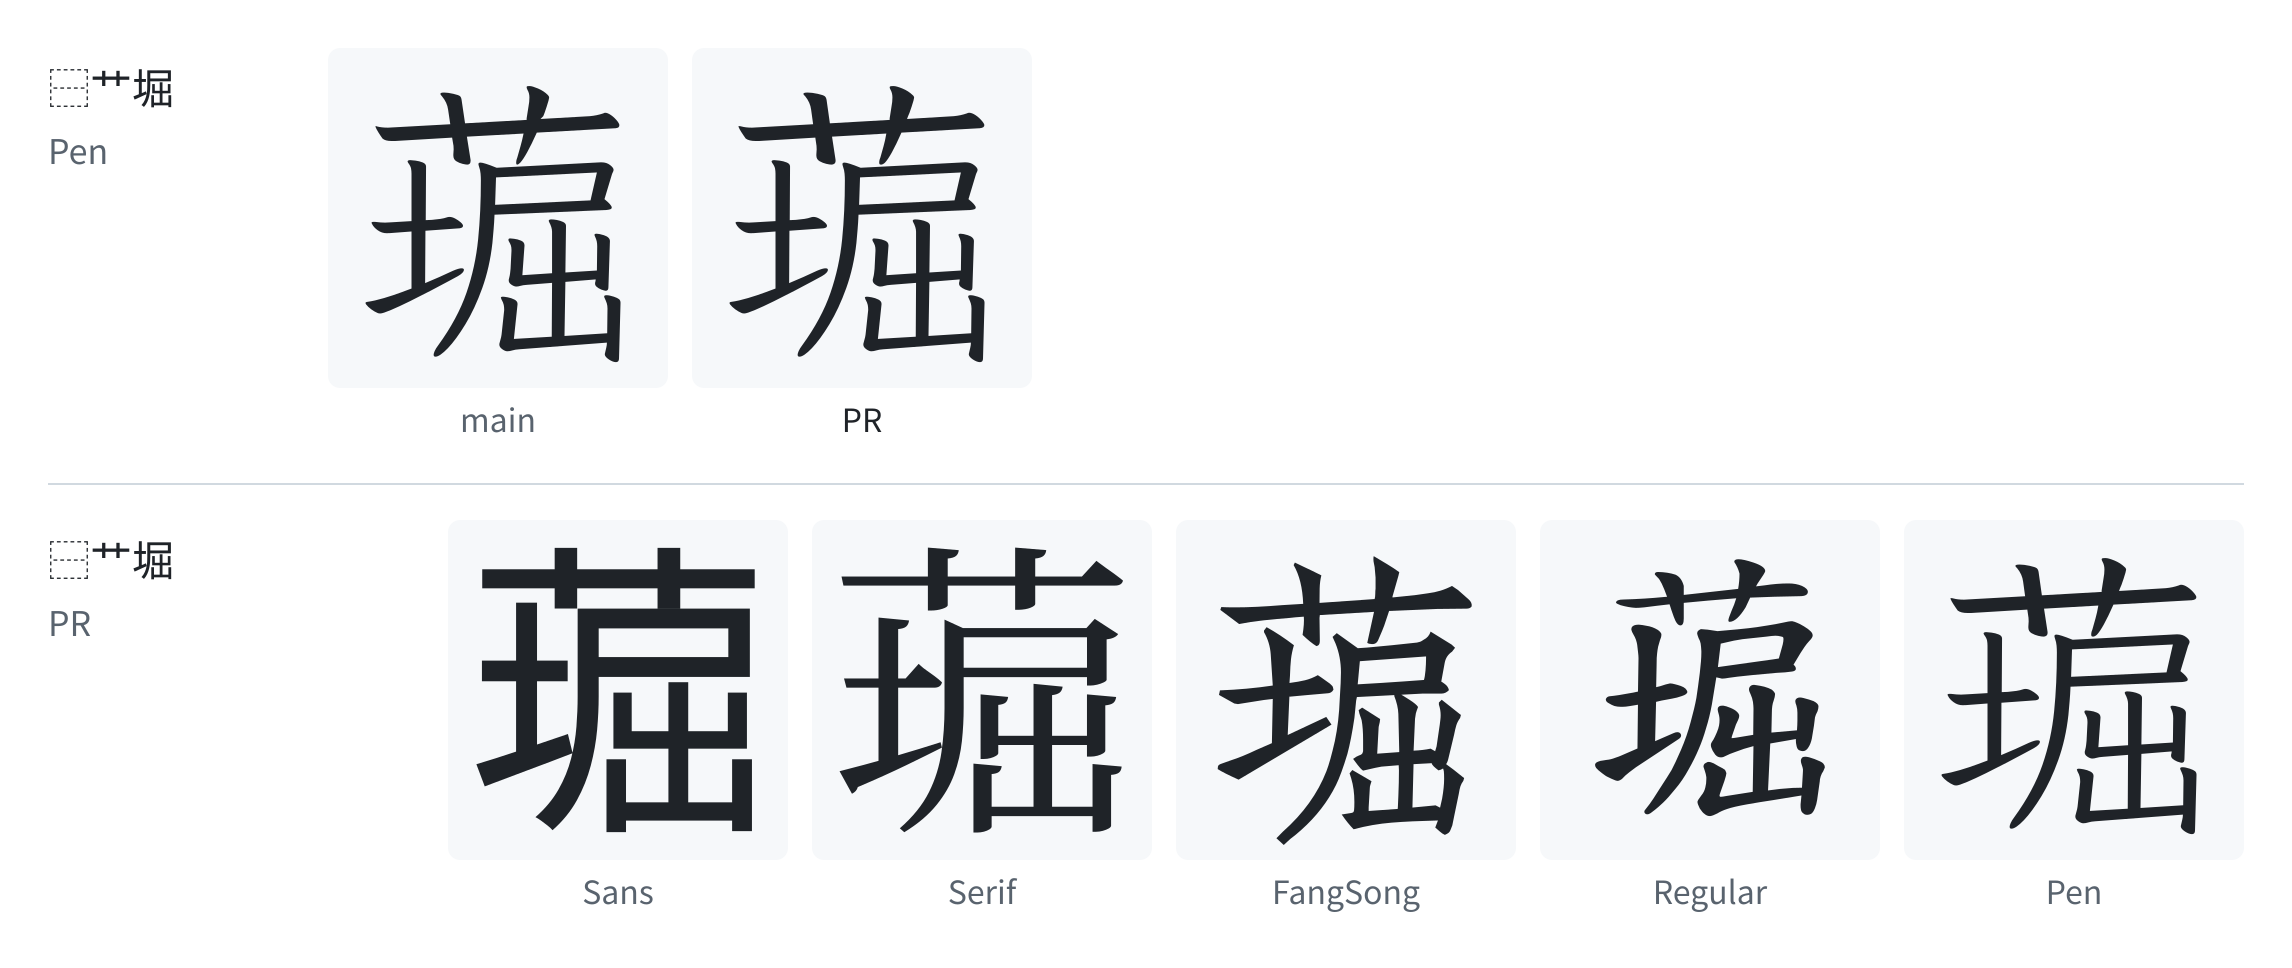 ⿱艹堀
Pen
main PR
⿱艹堀
PR
Sans Serif FangSong Regular Pen